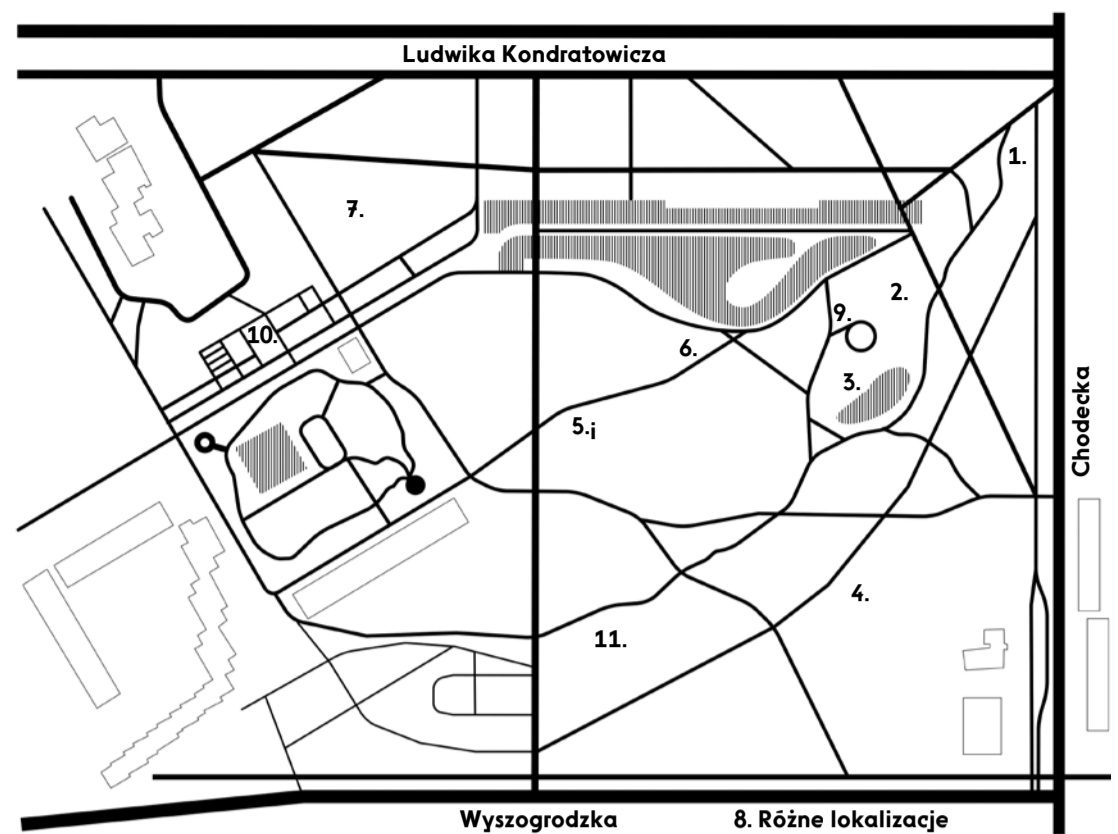 Ludwika Kondratowicza
1.
7.
2.
9.
10.
6.
3.
5.i
Chodecka
4.
11.
Wyszogrodzka
8. Różne lokalizacje